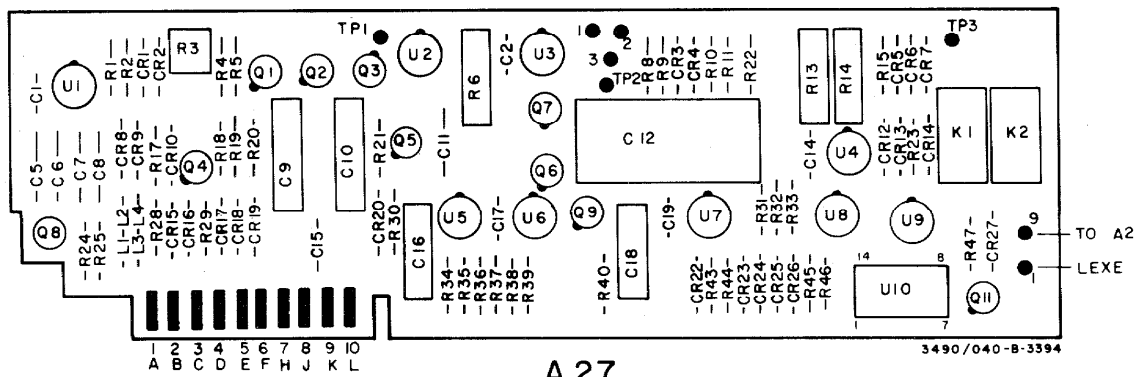 TP1
1
2
3
TP2
TP3
U1
R3
U2
U3
Q1
Q2
Q3
R6
-C1-
-R1-
-R2-
-CR1-
-CR2-
-R4-
-R5-
-C2-
-R8-
-R9-
-CR3-
-CR4-
-R10-
-R11-
-R22-
R13
R14
-R15-
-CR5-
-CR6-
-CR7-
K1
K2
Q7
C12
-C5-
-C6-
-C7-
-C8-
-CR8-
-CR9-
-R17-
-CR10-
Q4
-R18-
-R19-
-R20-
C9
C10
-R21-
Q5
-C11-
Q6
-C14-
U4
-CR12-
-CR13-
-R23-
-CR14-
Q8
-R24-
-R25-
-L1-L2-
-L3-L4-
-R28-
-CR15-
-CR16-
-R29-
-CR17-
-CR18-
-CR19-
-C15-
-CR20-
-R30-
C16
U5
-C17-
U6
Q9
C18
-C19-
U7
-R31-
-R32-
-R33-
U8
U9
-R47-
-CR27-
9
TO A2
1
LEXE
-R34-
-R35-
-R36-
-R37-
-R38-
-R39-
-R40-
-CR22-
-R43-
-R44-
-CR23-
-CR24-
-CR25-
-CR26-
-R45-
-R46-
14
8
U10
1
7
Q11
1 2 3 4 5 6 7 8 9 10
A B C D E F H J K L
3490/040-B-3394
A27